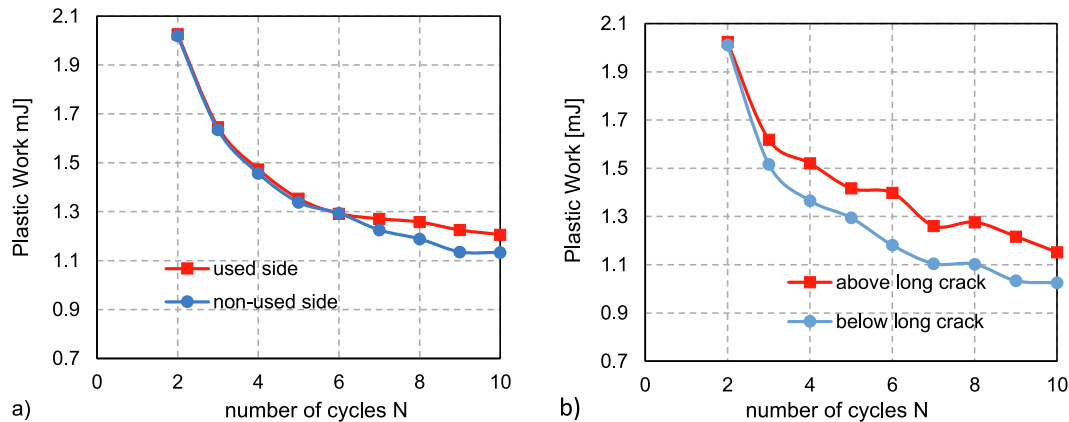 2.1
1.9
1.7
1.5
1.3
1.1
0.9
0.7
Plastic Work mJ]
used side
non-used side
0 2 4 6 8 10
number of cycles N
a)
2.1
1.9
1.7
1.5
1.3
1.1
0.9
0.7
Plastic Work [mJ]
above long crack
below long crack
0 2 4 6 8 10
number of cycles N
b)